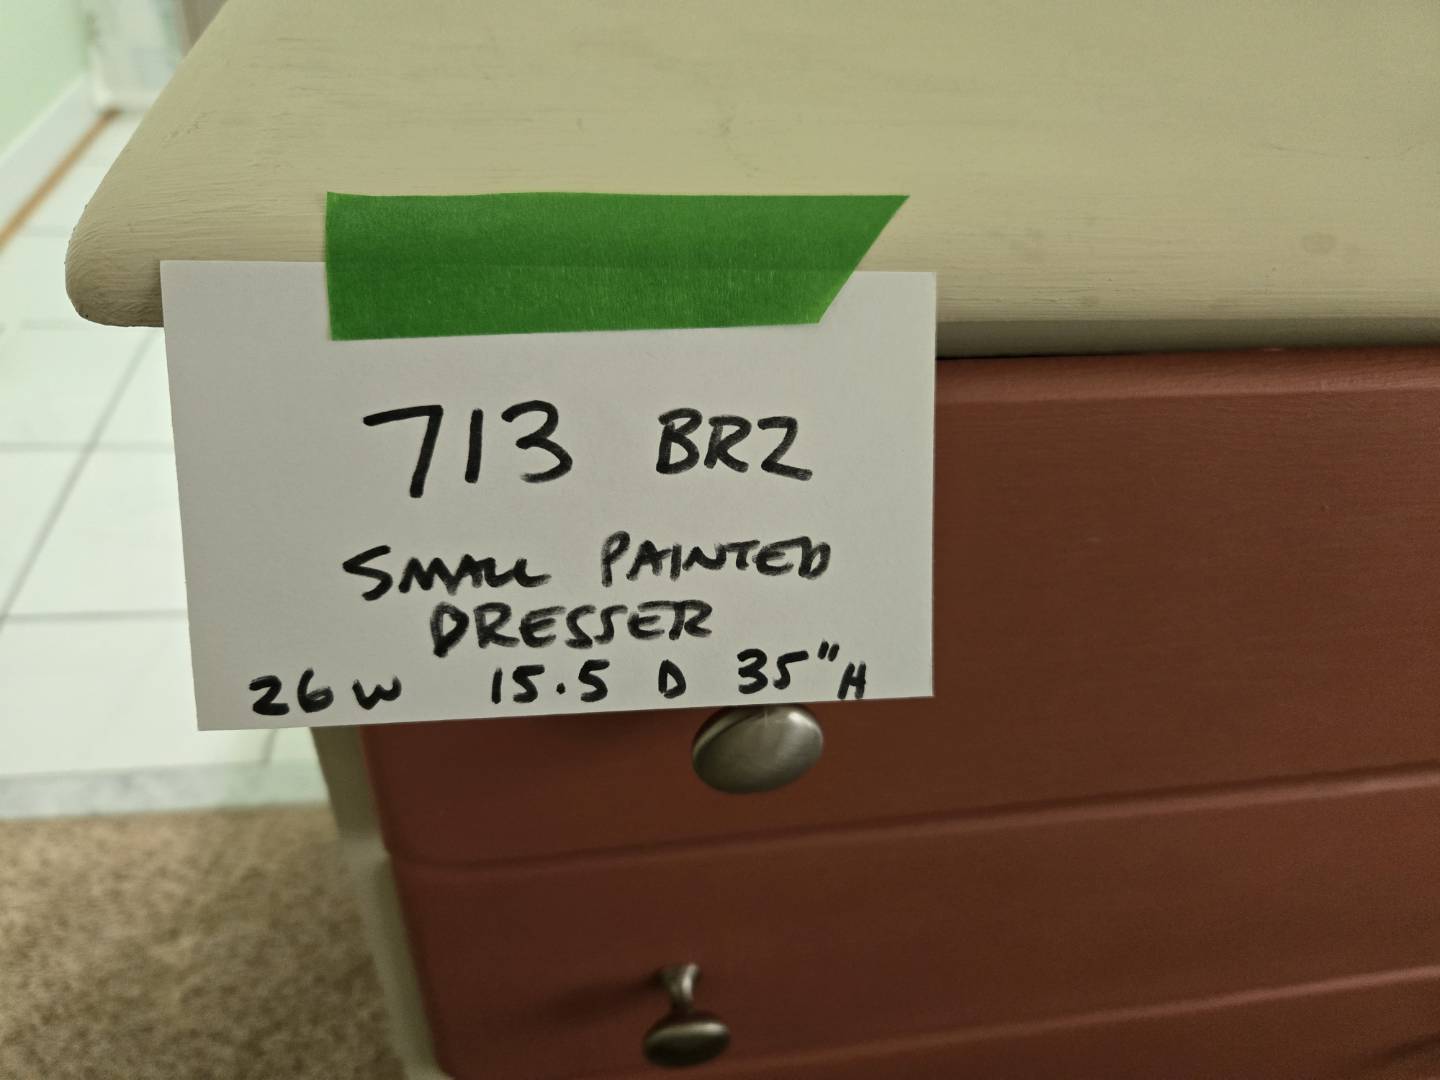 713 BR2
SMALL PAINTED
DRESSER
26 W 15.5 D 35" H